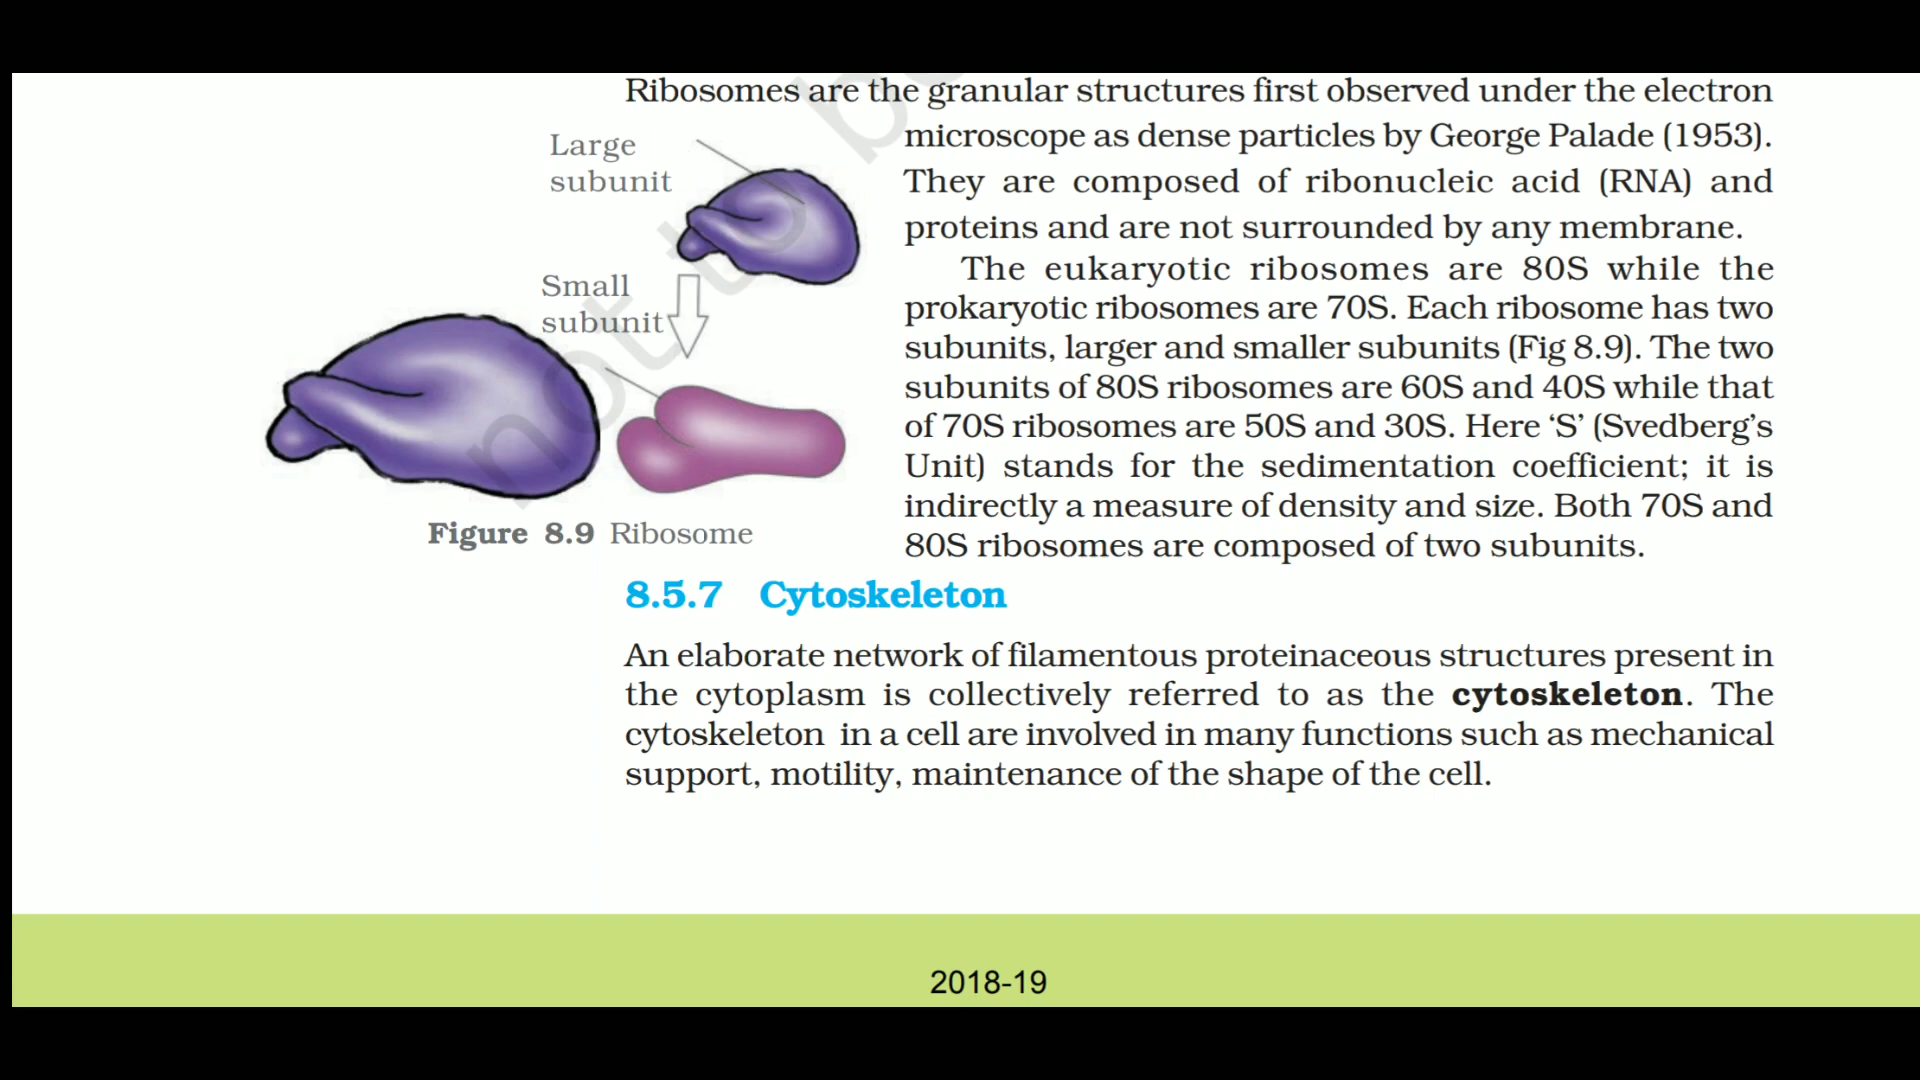 Ribosomes are the granular structures first observed under the electron
microscope as dense particles by George Palade (1953).
They are composed of ribonucleic acid (RNA) and
proteins and are not surrounded by any membrane.
The eukaryotic ribosomes are 80S while the
prokaryotic ribosomes are 70S. Each ribosome has two
subunits, larger and smaller subunits (Fig 8.9). The two
subunits of 80S ribosomes are 60S and 40S while that
of 70S ribosomes are 50S and 30S. Here ‘S’ (Svedberg’s
Unit) stands for the sedimentation coefficient; it is
indirectly a measure of density and size. Both 70S and
80S ribosomes are composed of two subunits.
Large
subunit
Small
subunit
Figure 8.9 Ribosome
8.5.7 Cytoskeleton
An elaborate network of filamentous proteinaceous structures present in
the cytoplasm is collectively referred to as the cytoskeleton. The
cytoskeleton in a cell are involved in many functions such as mechanical
support, motility, maintenance of the shape of the cell.
2018-19
not to